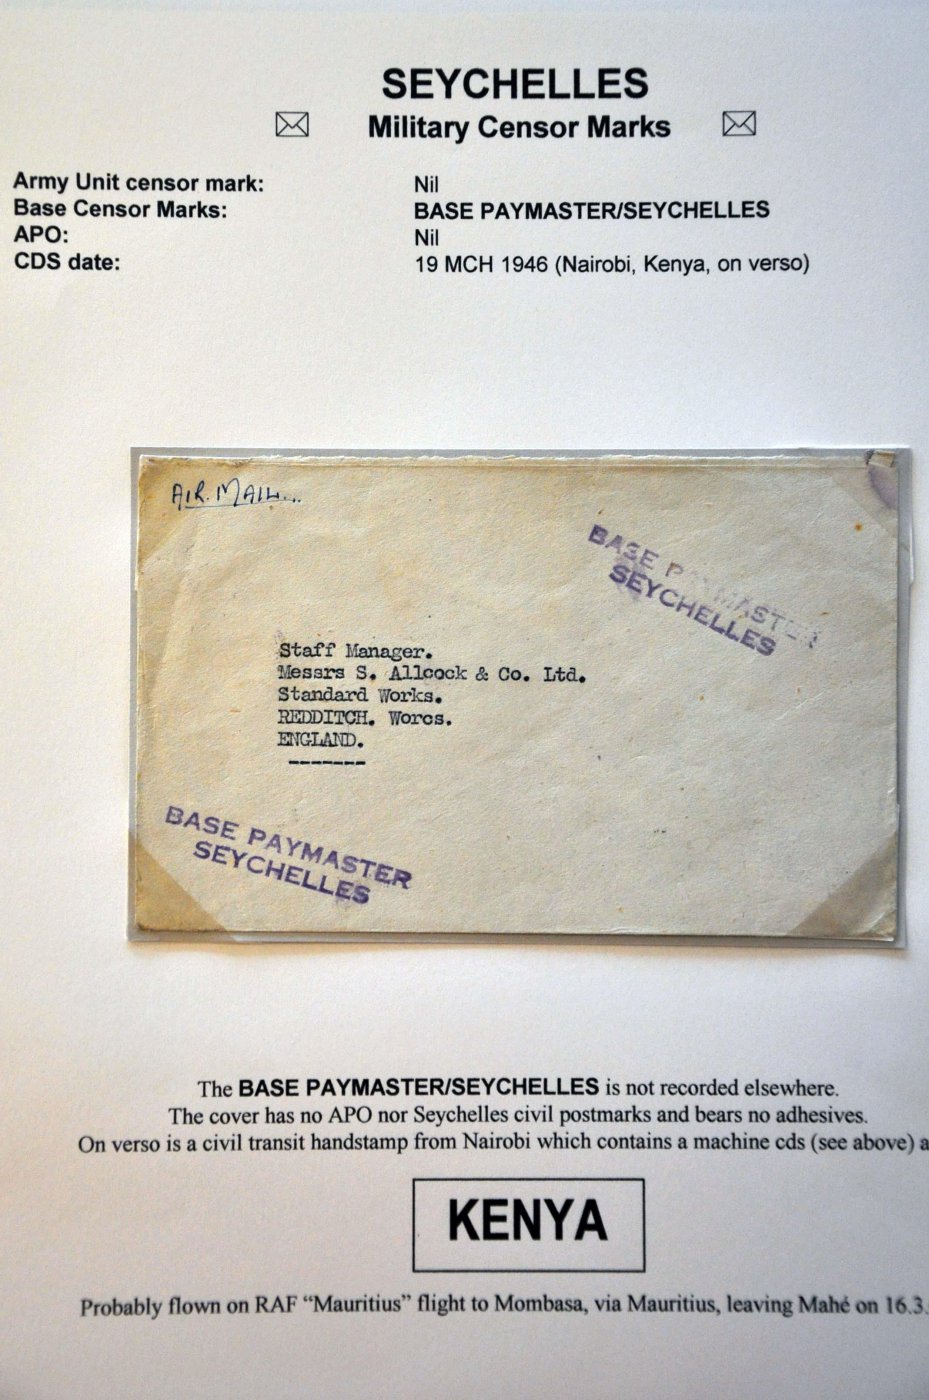 SEYCHELLES
Military Censor Marks
Army Unit censor mark: Nil
Base Censor Marks: BASE PAYMASTER/SEYCHELLES
APO: Nil
CDS date: 19 MCH 1946 (Nairobi, Kenya, on verso)
AIR. MAIL...
BASE PAYMASTER
SEYCHELLES
Staff Manager.
Messrs S. Allcock & Co. Ltd.
Standard Works.
REDDITCH. Worcs.
ENGLAND.
BASE PAYMASTER
SEYCHELLES
The BASE PAYMASTER/SEYCHELLES is not recorded elsewhere.
The cover has no APO nor Seychelles civil postmarks and bears no adhesives.
On verso is a civil transit handstamp from Nairobi which contains a machine cds (see above) a
KENYA
Probably flown on RAF “Mauritius” flight to Mombasa, via Mauritius, leaving Mahé on 16.3.